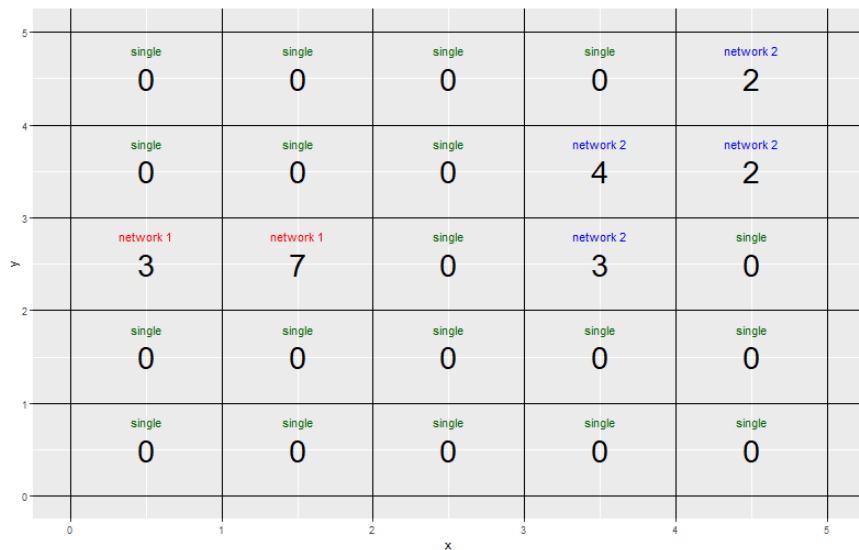 5
single single single single network 2
0 0 0 0 2
4
single single single network 2 network 2
0 0 0 4 2
3
network 1 network 1 single network 2 single
3 7 0 3 0
y
2
single single single single single
0 0 0 0 0
1
single single single single single
0 0 0 0 0
0
0 1 2 3 4 5
x